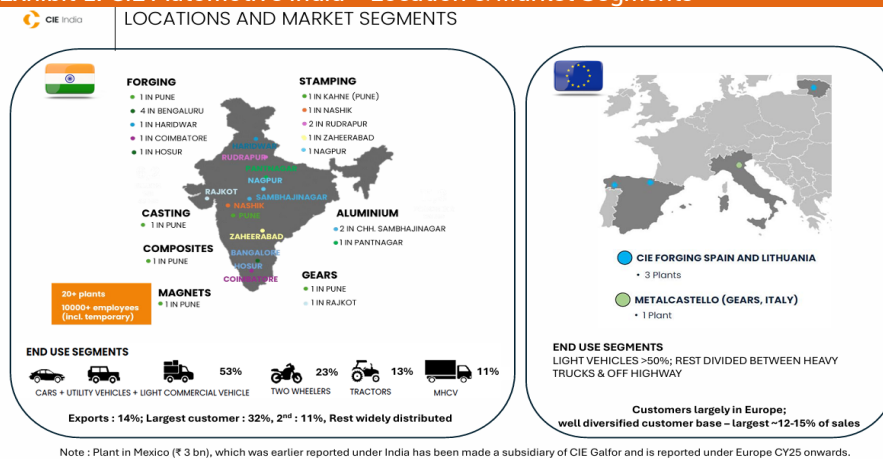 CIE India
LOCATIONS AND MARKET SEGMENTS
FORGING
1 IN PUNE
4 IN BENGALURU
1 IN HARIDWAR
1 IN COIMBATORE
1 IN HOSUR
STAMPING
1 IN KAHNE (PUNE)
1 IN NASHIK
2 IN RUDRAPUR
1 IN ZAHEERABAD
1 NAGPUR
HARIDWAR
RUDRAPUR
PANTNAGAR
NAGPUR
RAJKOT
SAMBHAJINAGAR
NASHIK
PUNE
ZAHEERABAD
BANGALORE
HOSUR
COIMBATORE
CASTING
1 IN PUNE
COMPOSITES
1 IN PUNE
MAGNETS
1 IN PUNE
ALUMINIUM
2 IN CHH. SAMBHAJINAGAR
1 IN PANTNAGAR
GEARS
1 IN PUNE
1 IN RAJKOT
20+ plants
10000+ employees
(incl. temporary)
END USE SEGMENTS
53% 23% 13% 11%
CARS + UTILITY VEHICLES + LIGHT COMMERCIAL VEHICLE TWO WHEELERS TRACTORS MHCV
Exports : 14%; Largest customer : 32%, 2nd : 11%, Rest widely distributed
CIE FORGING SPAIN AND LITHUANIA
• 3 Plants
METALCASTELLO (GEARS, ITALY)
• 1 Plant
END USE SEGMENTS
LIGHT VEHICLES >50%; REST DIVIDED BETWEEN HEAVY
TRUCKS & OFF HIGHWAY
Customers largely in Europe;
well diversified customer base – largest ~12-15% of sales
Note : Plant in Mexico (₹ 3 bn), which was earlier reported under India has been made a subsidiary of CIE Galfor and is reported under Europe CY25 onwards.